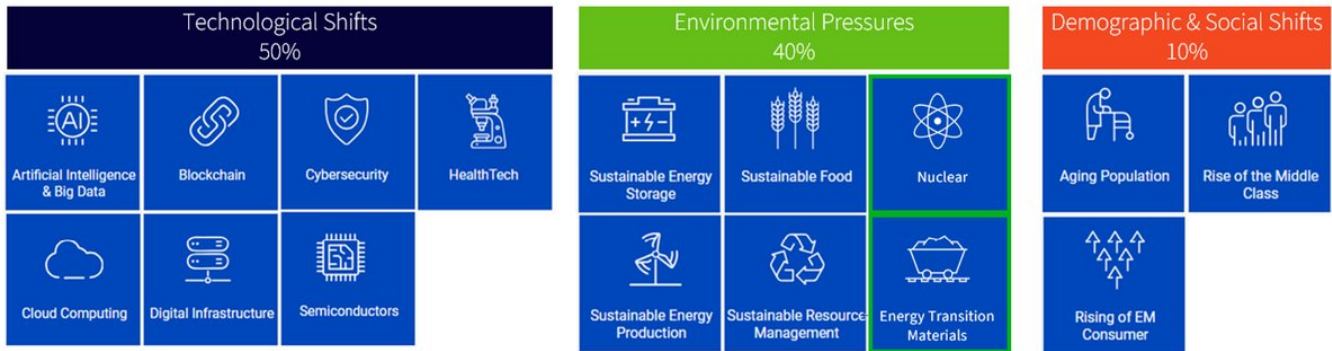 Technological Shifts
50%
Environmental Pressures
40%
Demographic & Social Shifts
10%
AI
Artificial Intelligence
& Big Data
Blockchain
Cybersecurity
HealthTech
Sustainable Energy
Storage
Sustainable Food
Nuclear
Aging Population
Rise of the Middle
Class
Cloud Computing
Digital Infrastructure
Semiconductors
Sustainable Energy
Production
Sustainable Resource
Management
Energy Transition
Materials
Rising of EM
Consumer